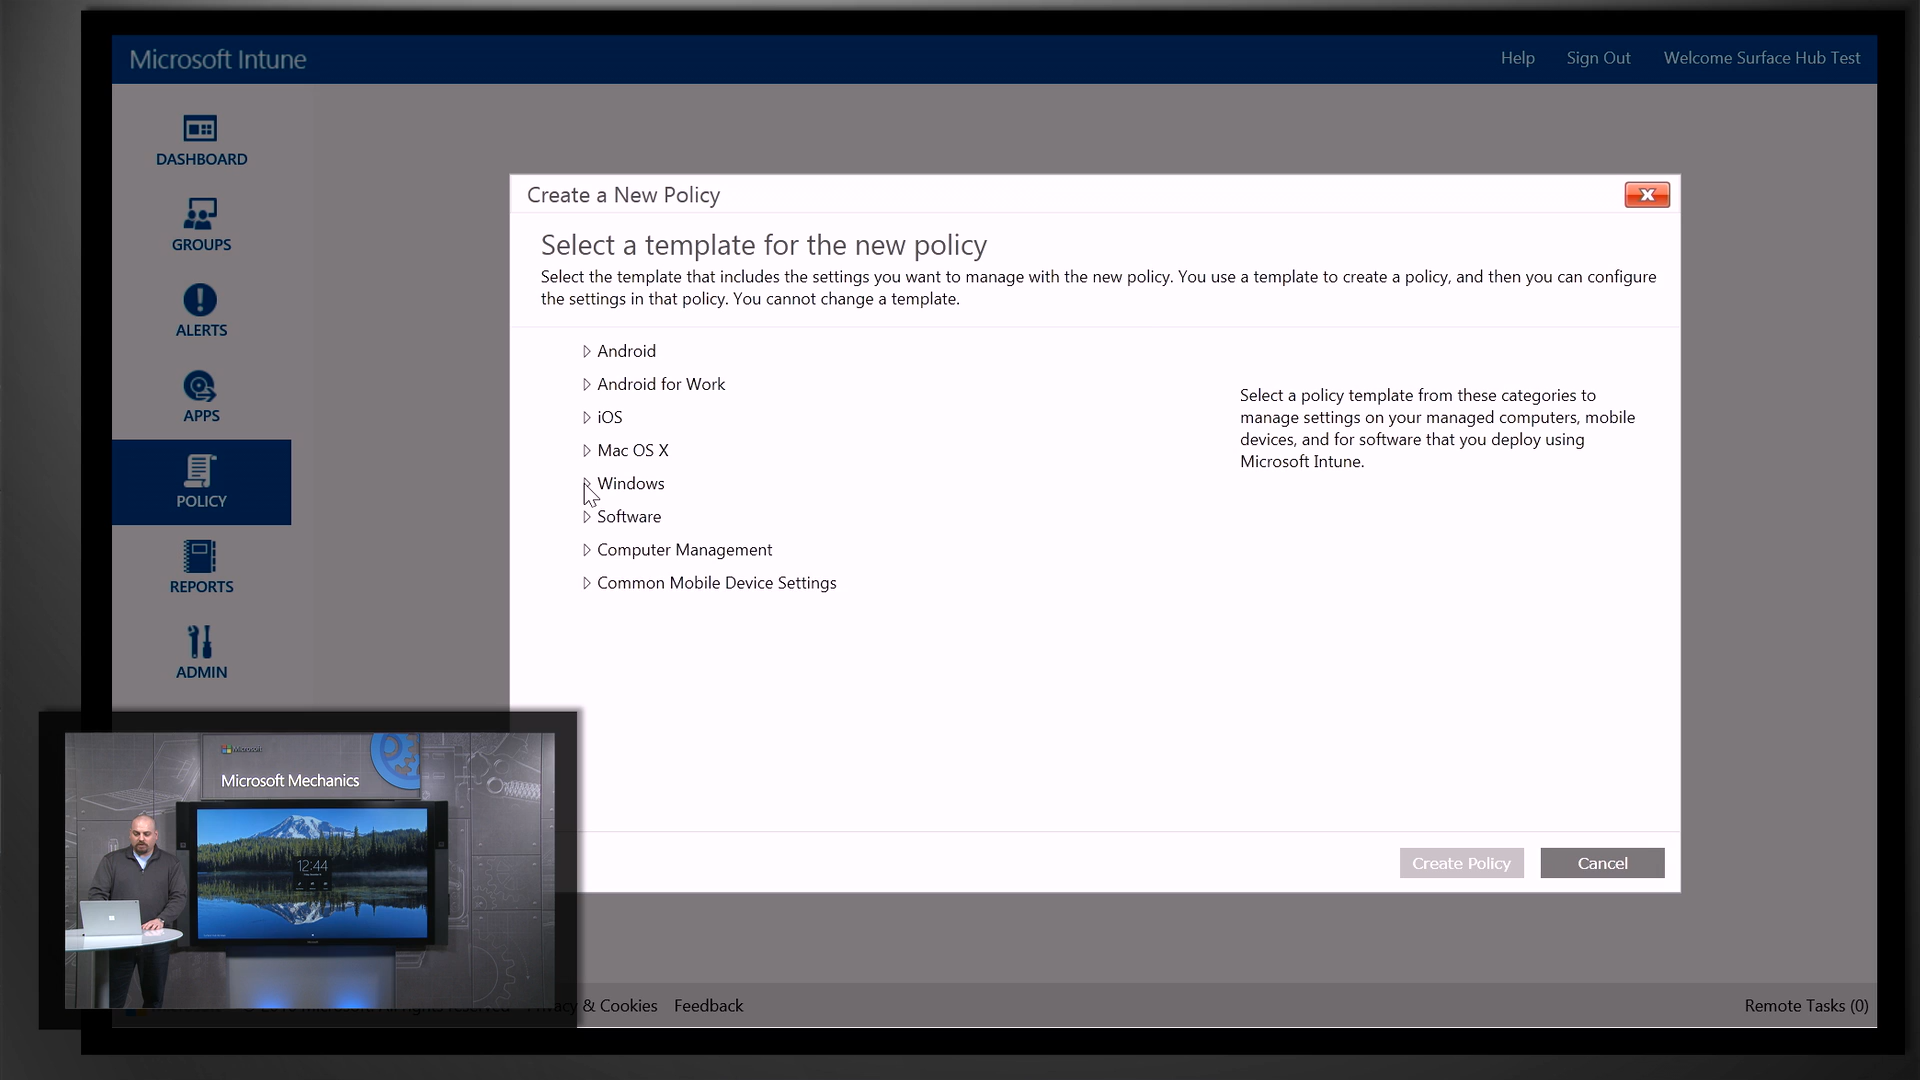 Microsoft Intune
Help
Sign Out
Welcome Surface Hub Test
DASHBOARD
GROUPS
ALERTS
APPS
POLICY
REPORTS
ADMIN
Create a New Policy
Select a template for the new policy
Select the template that includes the settings you want to manage with the new policy. You use a template to create a policy, and then you can configure
the settings in that policy. You cannot change a template.
Android
Android for Work
iOS
Mac OS X
Windows
Software
Computer Management
Common Mobile Device Settings
Select a policy template from these categories to
manage settings on your managed computers, mobile
devices, and for software that you deploy using
Microsoft Intune.
Create Policy
Cancel
Microsoft
Microsoft Mechanics
12:44
& Cookies
Feedback
Remote Tasks (0)